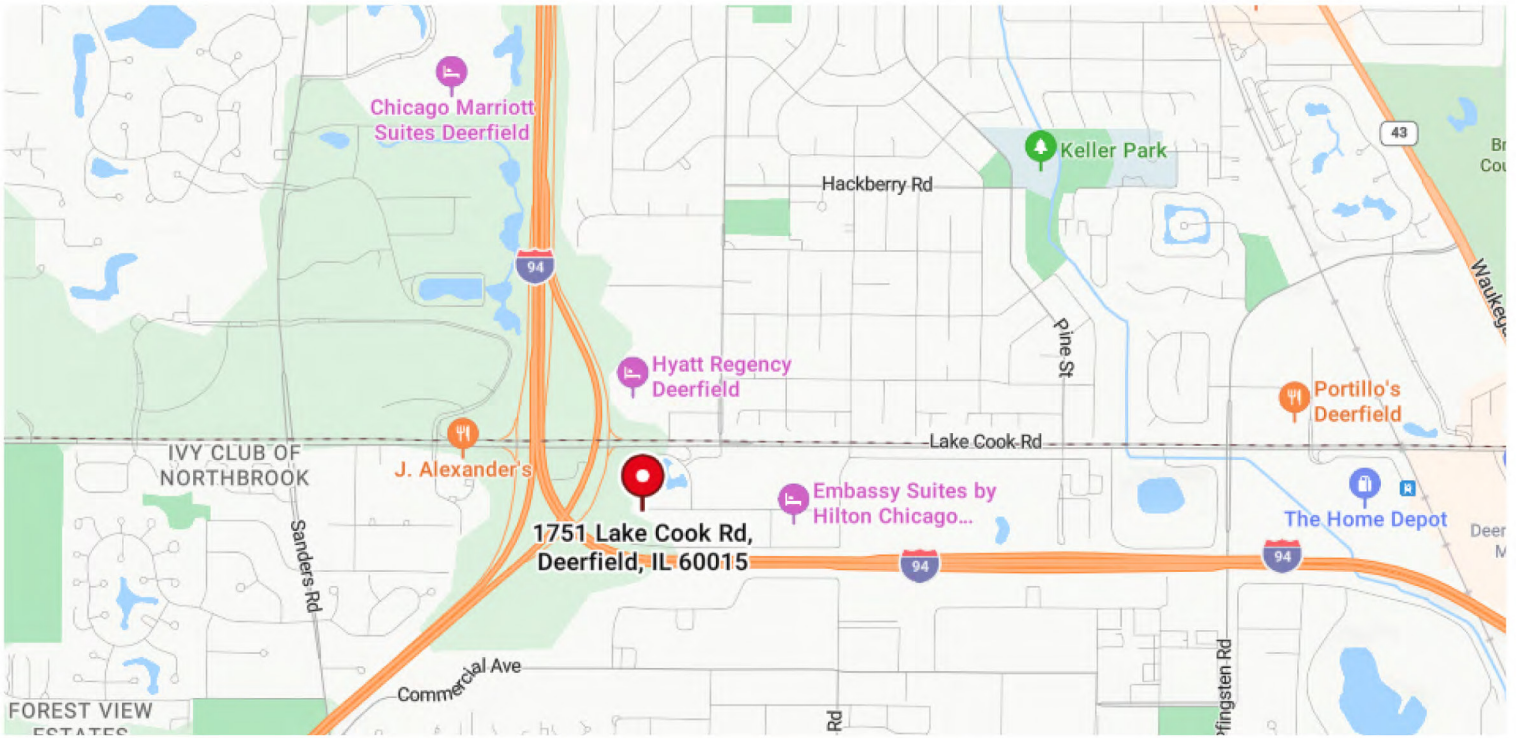 Chicago Marriott
Suites Deerfield
43
Keller Park
Hackberry Rd
94
Waukeg
Pine St
Hyatt Regency
Deerfield
Portillo's
Deerfield
Lake Cook Rd
J. Alexander's
IVY CLUB OF
NORTHBROOK
Embassy Suites by
Hilton Chicago...
The Home Depot
1751 Lake Cook Rd,
Deerfield, IL 60015
94
94
Sanders Rd
Commercial Ave
Pfingsten Rd
FOREST VIEW
ESTATES
Rd